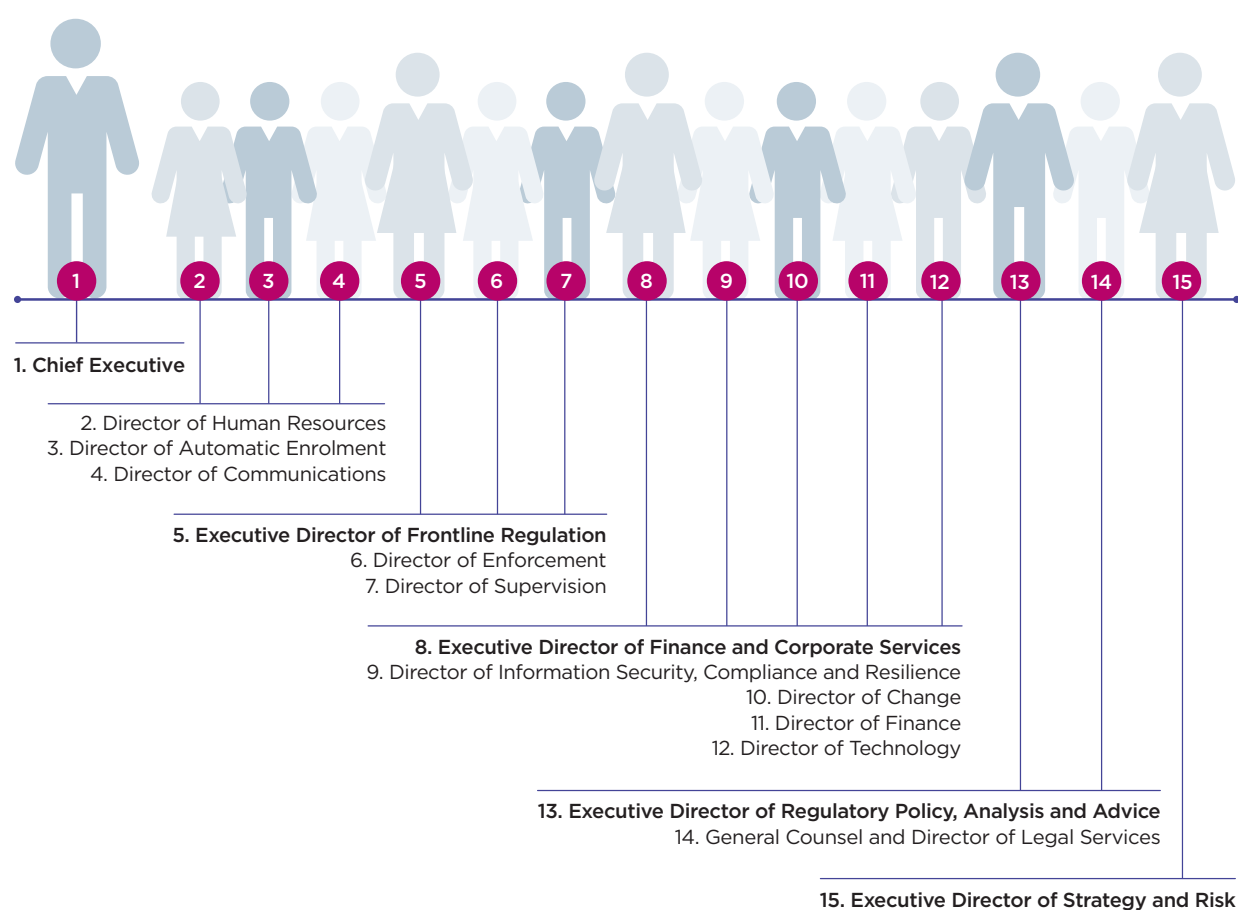 1 2 3 4 5 6 7 8 9 10 11 12 13 14 15
1. Chief Executive
2. Director of Human Resources
3. Director of Automatic Enrolment
4. Director of Communications
5. Executive Director of Frontline Regulation
6. Director of Enforcement
7. Director of Supervision
8. Executive Director of Finance and Corporate Services
9. Director of Information Security, Compliance and Resilience
10. Director of Change
11. Director of Finance
12. Director of Technology
13. Executive Director of Regulatory Policy, Analysis and Advice
14. General Counsel and Director of Legal Services
15. Executive Director of Strategy and Risk